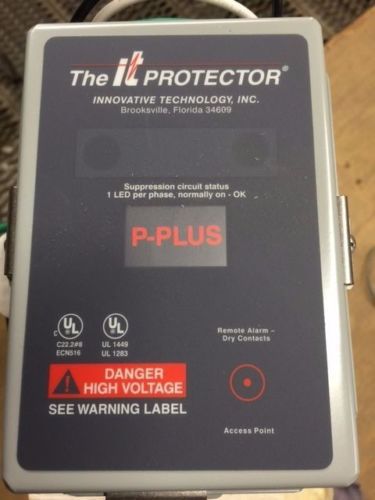 The it PROTECTOR®
INNOVATIVE TECHNOLOGY, INC.
Brooksville, Florida 34609
Suppression circuit status
1 LED per phase, normally on - OK
P-PLUS
C UL
C22.2#8
ECN516
UL
UL 1449
UL 1283
Remote Alarm –
Dry Contacts
DANGER
HIGH VOLTAGE
SEE WARNING LABEL
Access Point